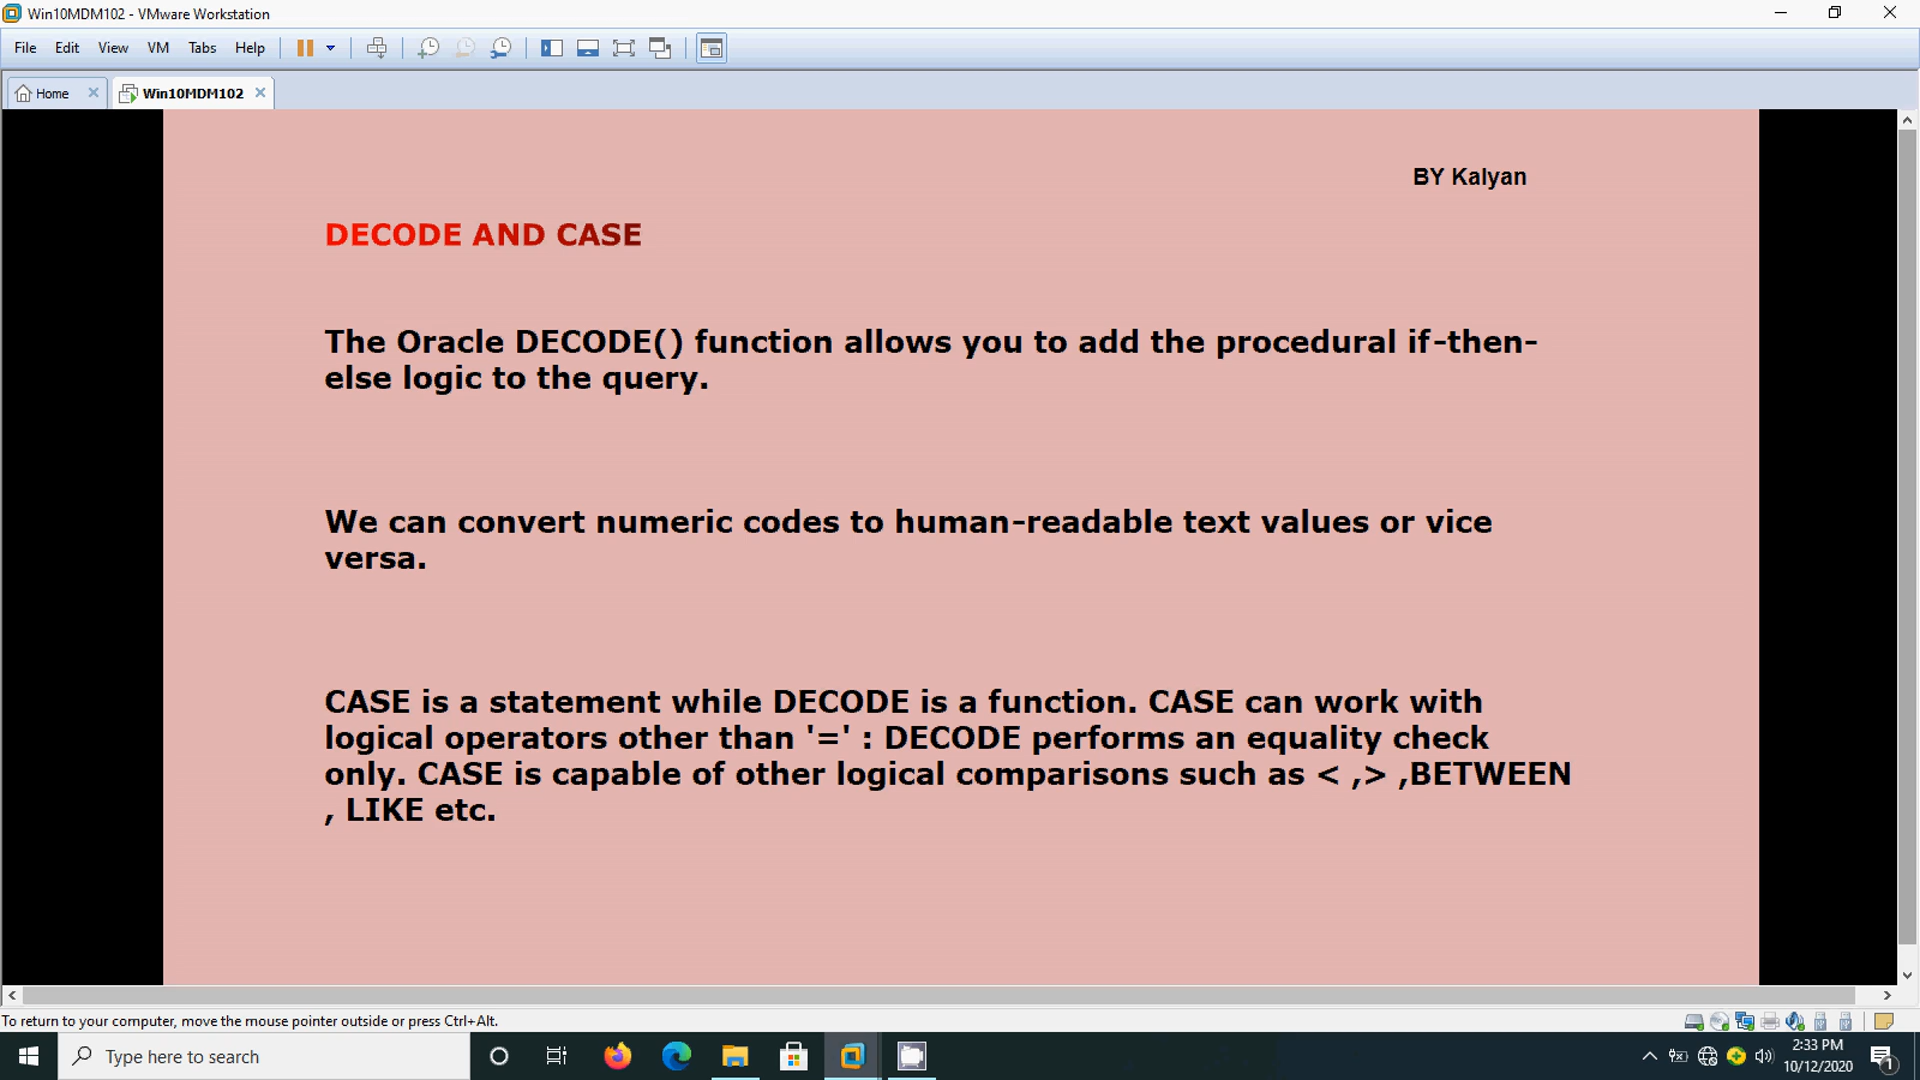 Win10MDM102 - VMware Workstation
File Edit View VM Tabs Help
Home Win10MDM102
BY Kalyan
DECODE AND CASE
The Oracle DECODE() function allows you to add the procedural if-then-
else logic to the query.
We can convert numeric codes to human-readable text values or vice
versa.
CASE is a statement while DECODE is a function. CASE can work with
logical operators other than '=' : DECODE performs an equality check
only. CASE is capable of other logical comparisons such as < ,> ,BETWEEN
, LIKE etc.
To return to your computer, move the mouse pointer outside or press Ctrl+Alt.
Type here to search
2:33 PM
10/12/2020
1